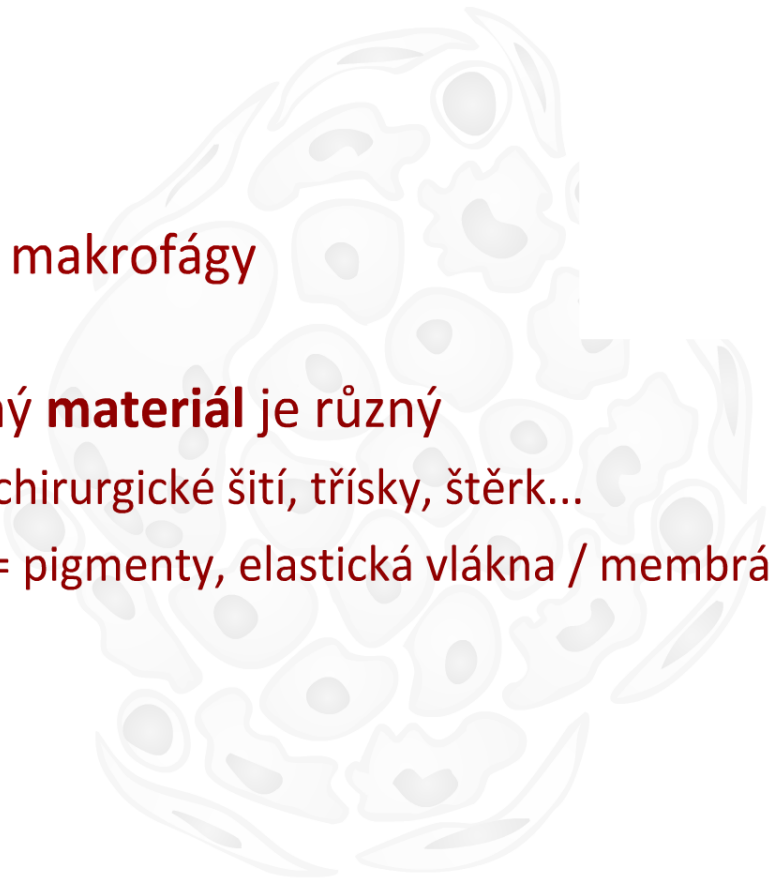 makrofágy
ný materiál je různý
chirurgické šití, třísky, štěrk...
= pigmenty, elastická vlákna / membrá